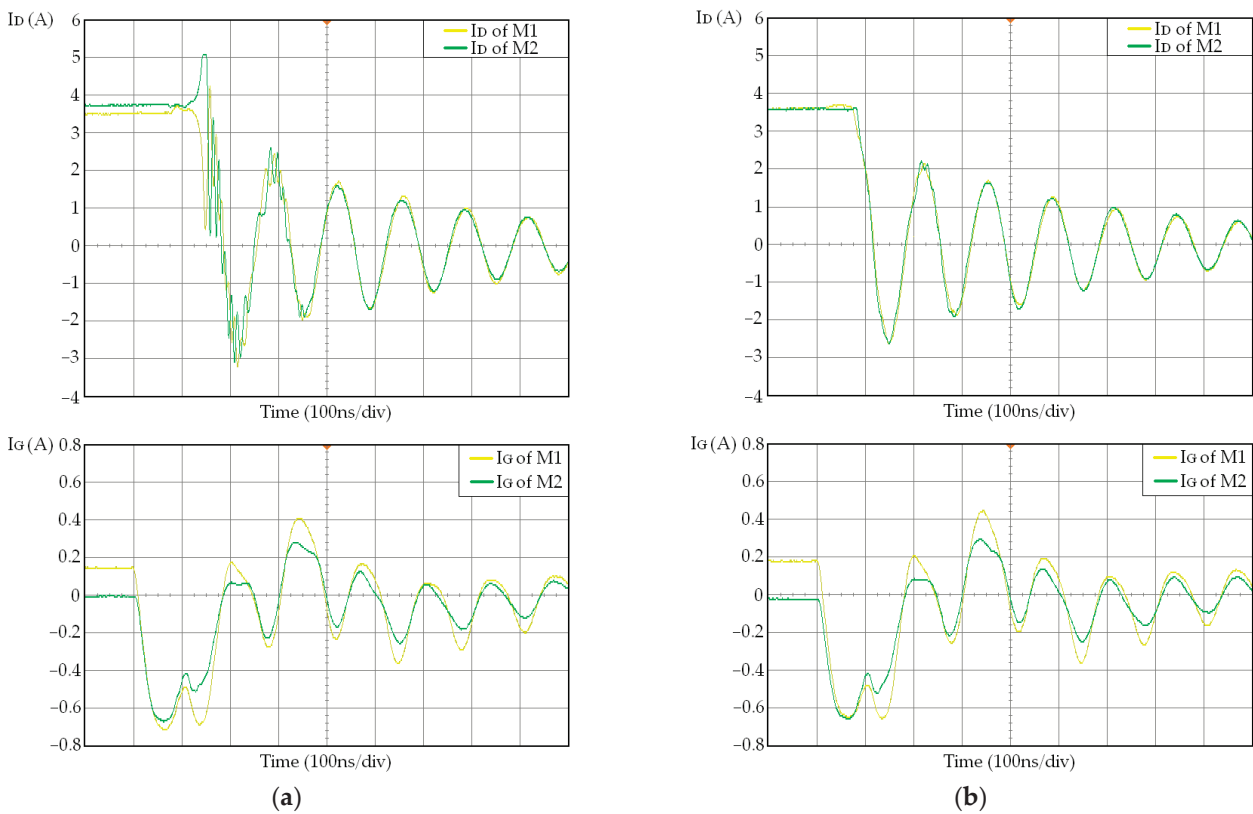 ID (A)
6
5
4
3
2
1
0
−1
−2
−3
−4
ID of M1
ID of M2
Time (100ns/div)
ID (A)
6
5
4
3
2
1
0
−1
−2
−3
−4
ID of M1
ID of M2
Time (100ns/div)
IG (A)
0.8
0.6
0.4
0.2
0
−0.2
−0.4
−0.6
−0.8
IG of M1
IG of M2
Time (100ns/div)
(a)
IG (A)
0.8
0.6
0.4
0.2
0
−0.2
−0.4
−0.6
−0.8
IG of M1
IG of M2
Time (100ns/div)
(b)